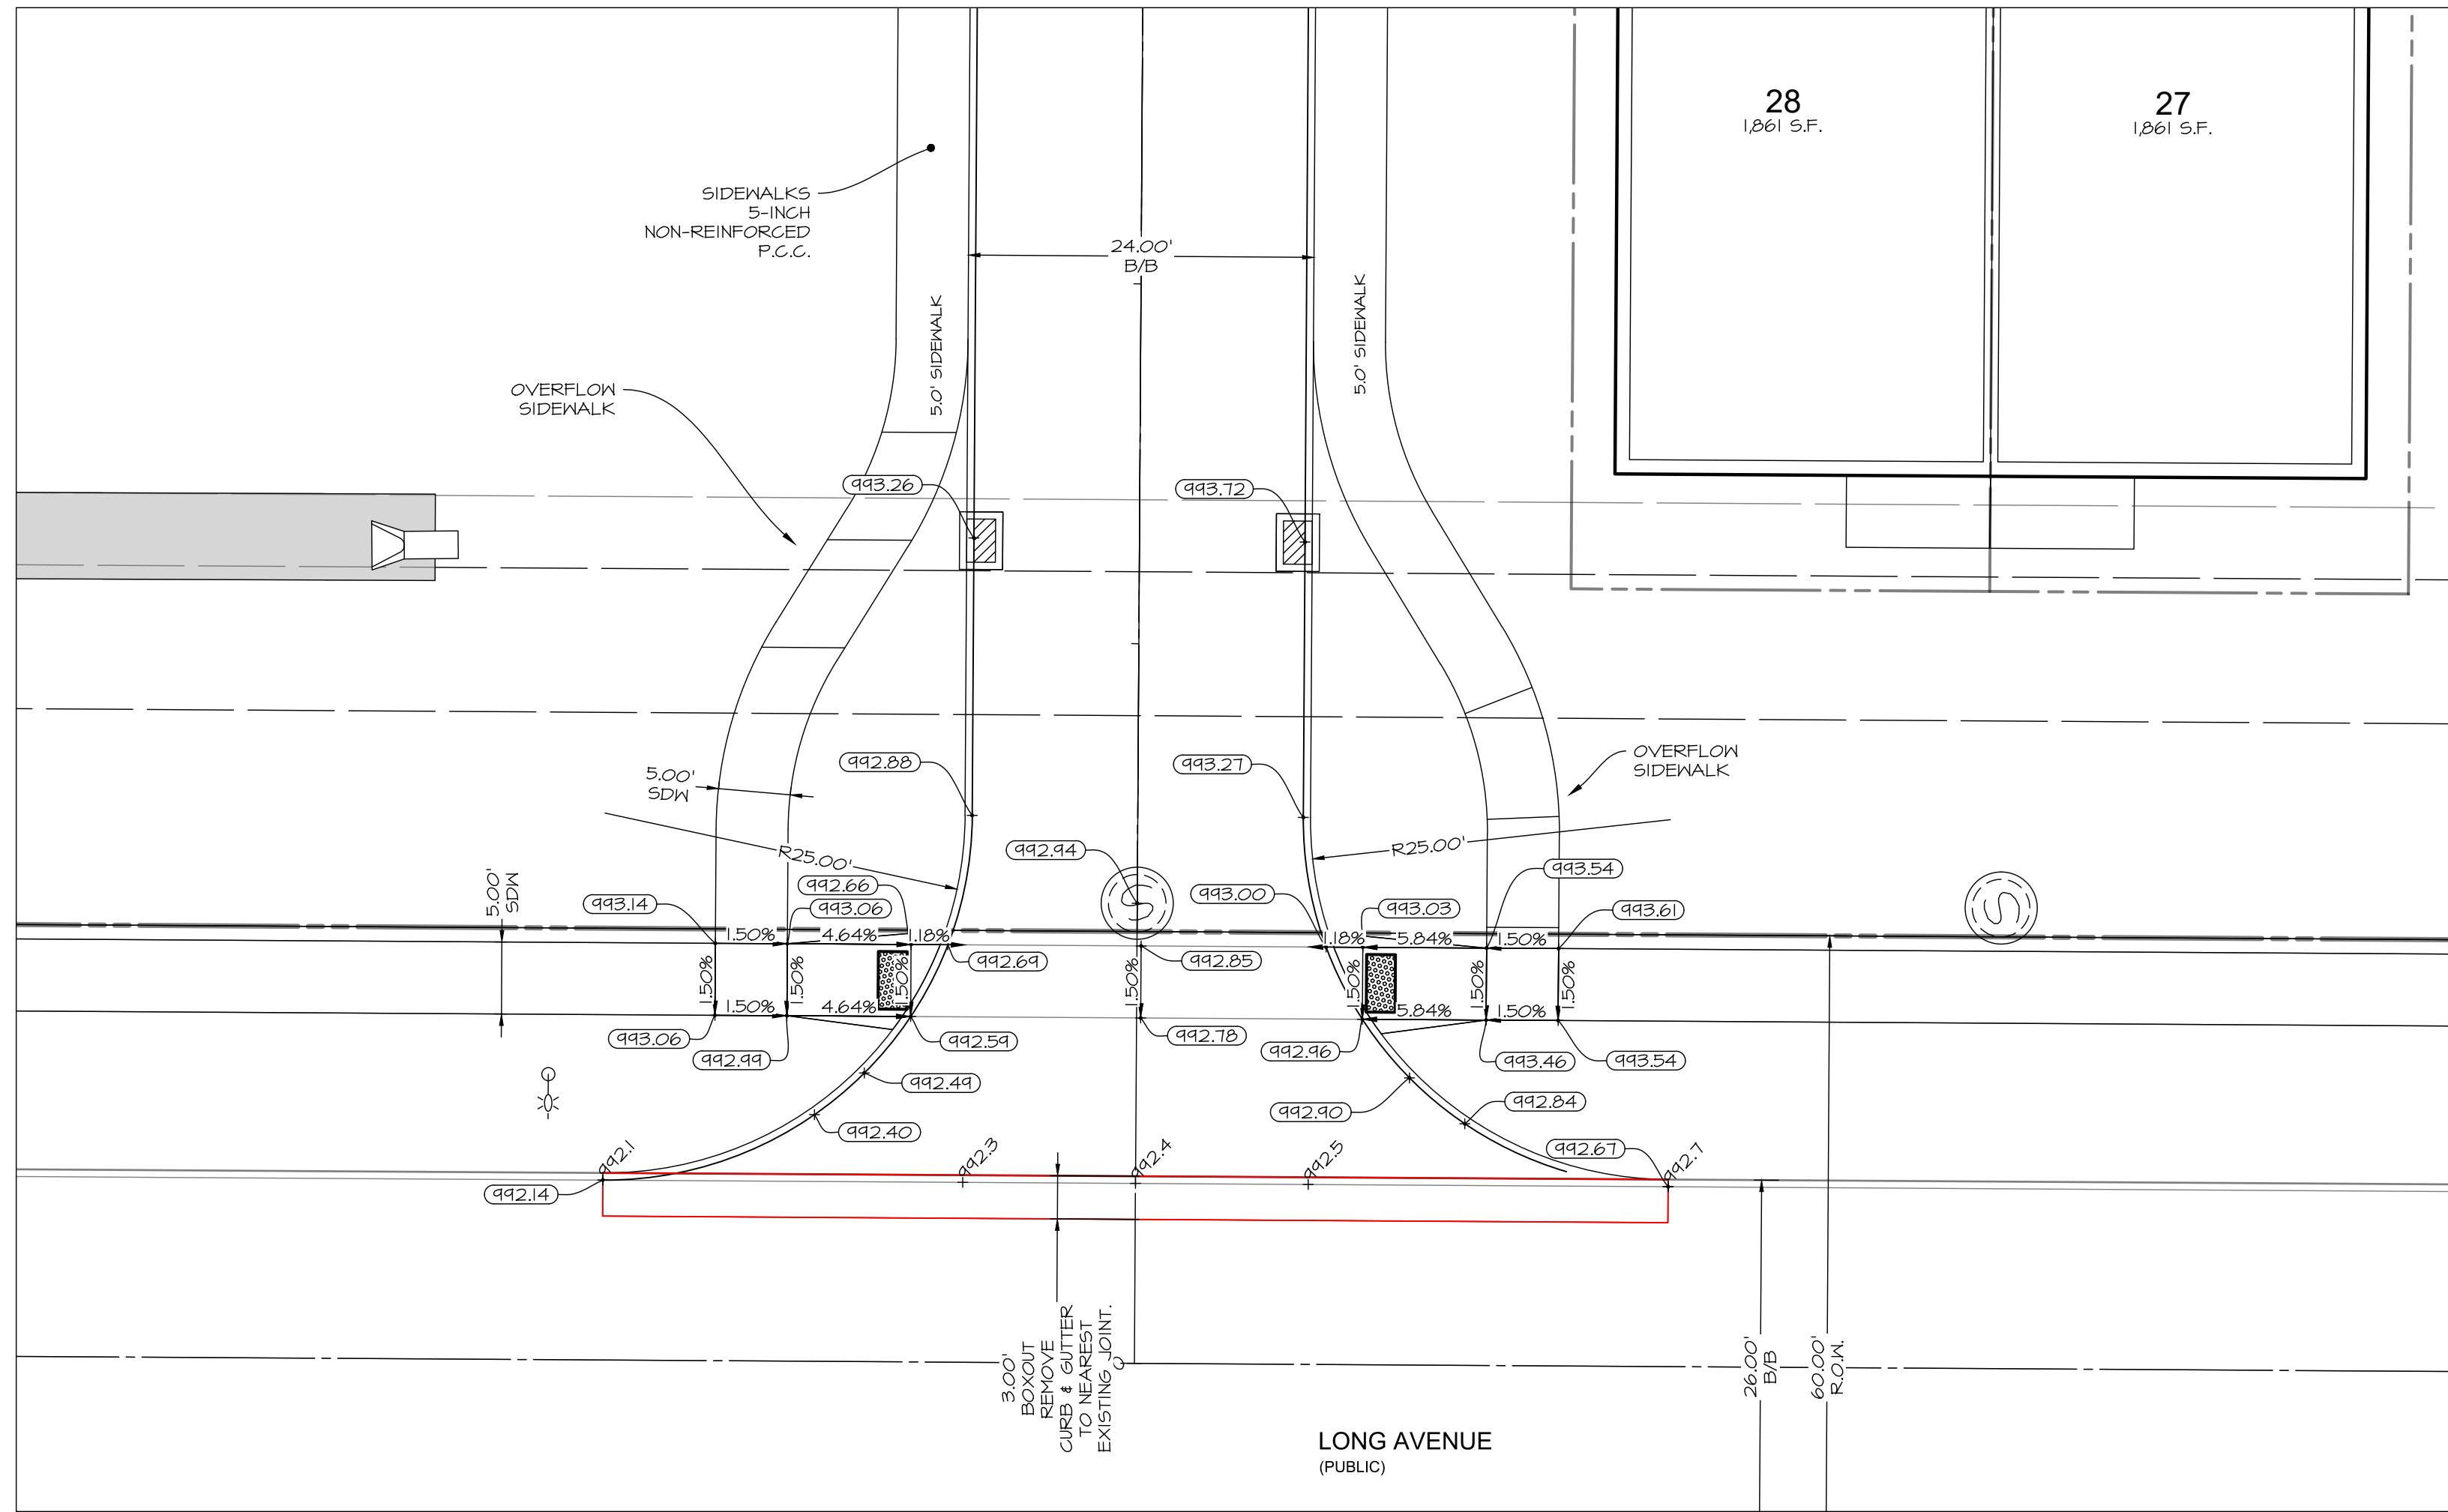 28
1,861 S.F.
27
1,861 S.F.
SIDEWALKS
5-INCH
NON-REINFORCED
P.C.C.
24.00'
B/B
5.0' SIDEWALK
5.0' SIDEWALK
OVERFLOW
SIDEWALK
993.26
993.72
992.88
993.27
OVERFLOW
SIDEWALK
5.00'
SDW
R25.00'
R25.00'
992.94
993.54
992.66
993.00
5.00'
SDW
993.14
993.06
993.03
993.61
1.50%
4.64%
1.18%
1.18%
5.84%
1.50%
992.69
992.85
1.50%
1.50%
1.50%
1.50%
1.50%
1.50%
1.50%
1.50%
4.64%
5.84%
1.50%
993.06
992.99
992.59
992.78
992.96
993.46
993.54
992.49
992.90
992.84
992.40
992.67
992.1
992.3
992.4
992.5
992.7
992.14
3.00'
BOXOUT
REMOVE
CURB & GUTTER
TO NEAREST
EXISTING JOINT.
26.00'
B/B
60.00'
R.O.W.
LONG AVENUE
(PUBLIC)